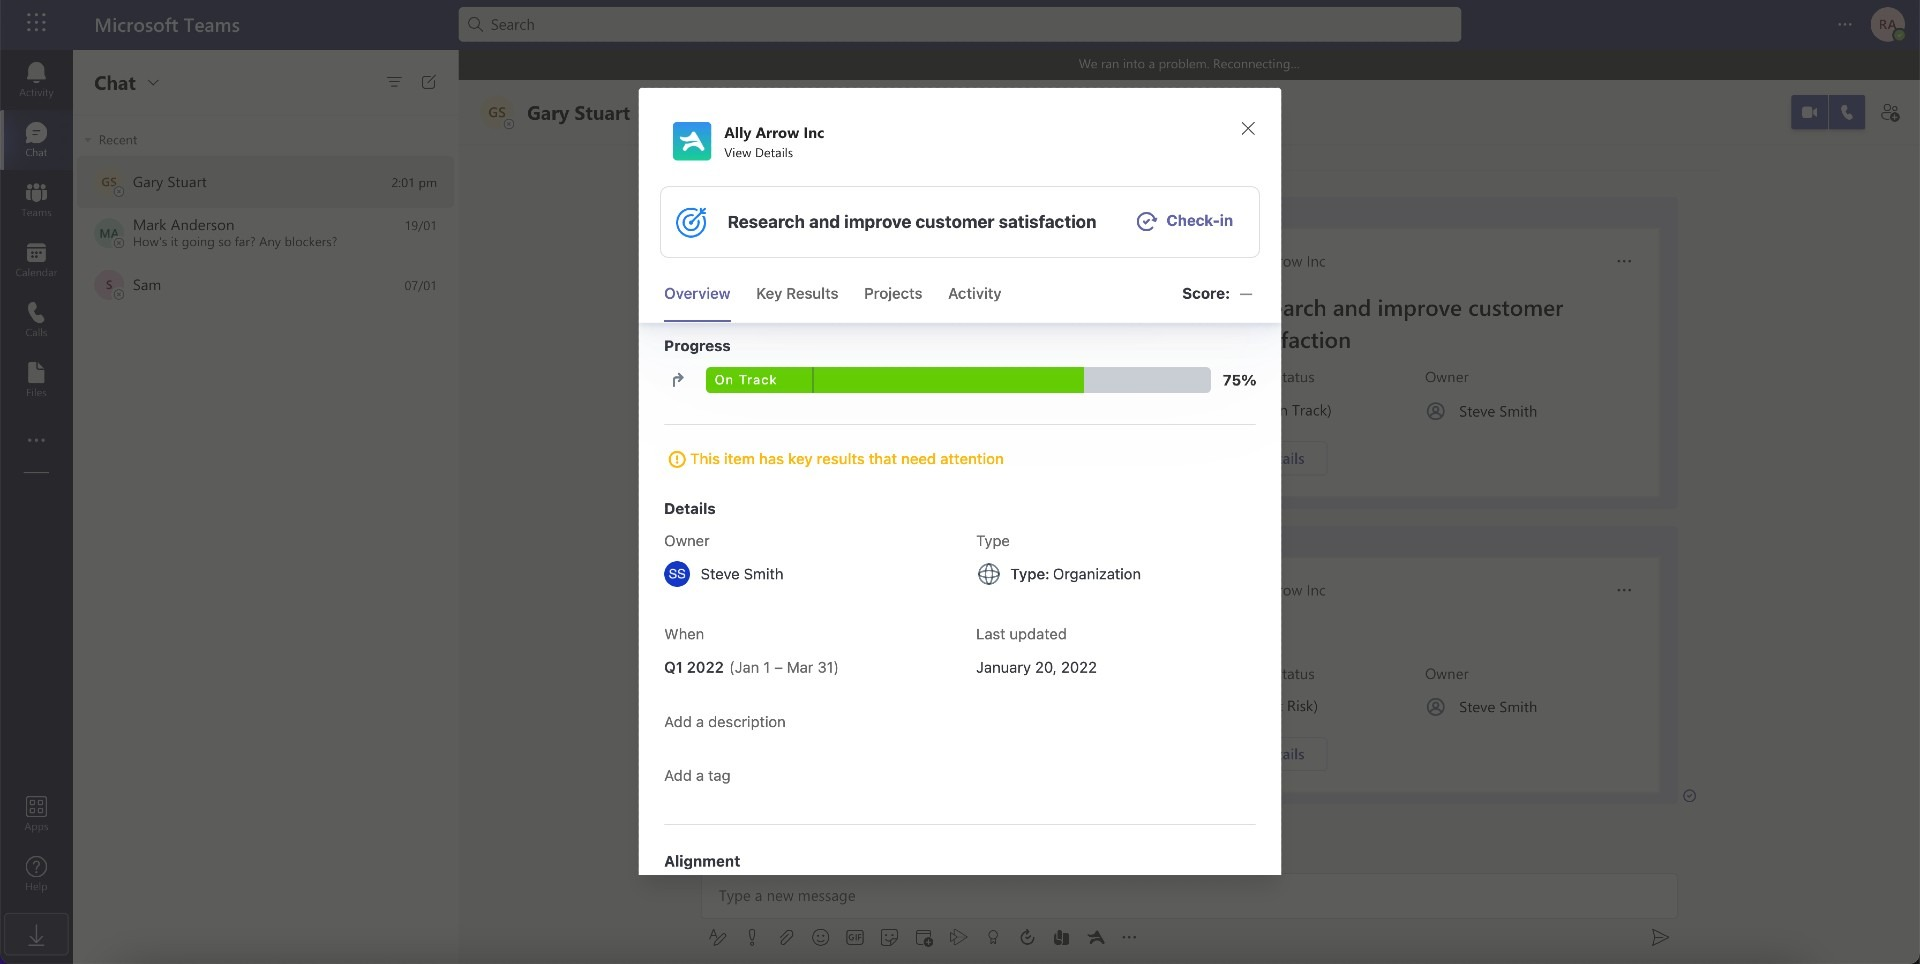 Microsoft Teams
Search
RA
We ran into a problem. Reconnecting...
Activity
Chat
Teams
Calendar
Calls
Files
Apps
Help
Chat
Recent
GS Gary Stuart 2:01 pm
MA Mark Anderson 19/01
How's it going so far? Any blockers?
S Sam 07/01
GS Gary Stuart
Ally Arrow Inc
View Details
Research and improve customer satisfaction
Check-in
Overview Key Results Projects Activity Score: —
Progress
On Track 75%
This item has key results that need attention
Details
Owner Type
SS Steve Smith Type: Organization
When Last updated
Q1 2022 (Jan 1 – Mar 31) January 20, 2022
Add a description
Add a tag
Alignment
ow Inc
arch and improve customer
faction
tatus Owner
n Track) Steve Smith
ails
ow Inc
tatus Owner
Risk) Steve Smith
ails
Type a new message
GIF